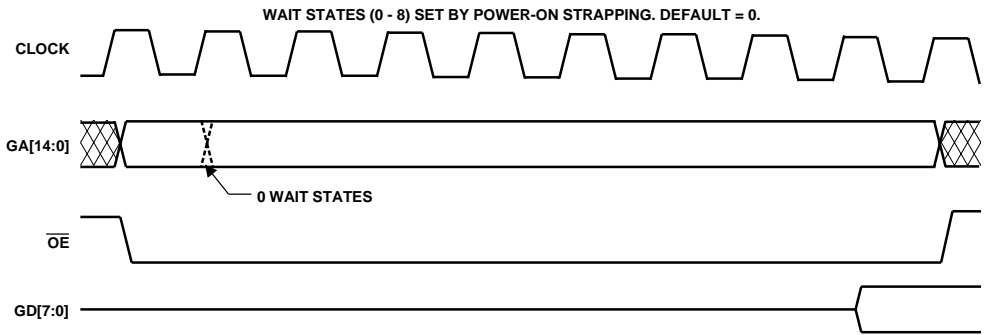 WAIT STATES (0 - 8) SET BY POWER-ON STRAPPING. DEFAULT = 0.
CLOCK
GA[14:0]
0 WAIT STATES
OE
GD[7:0]